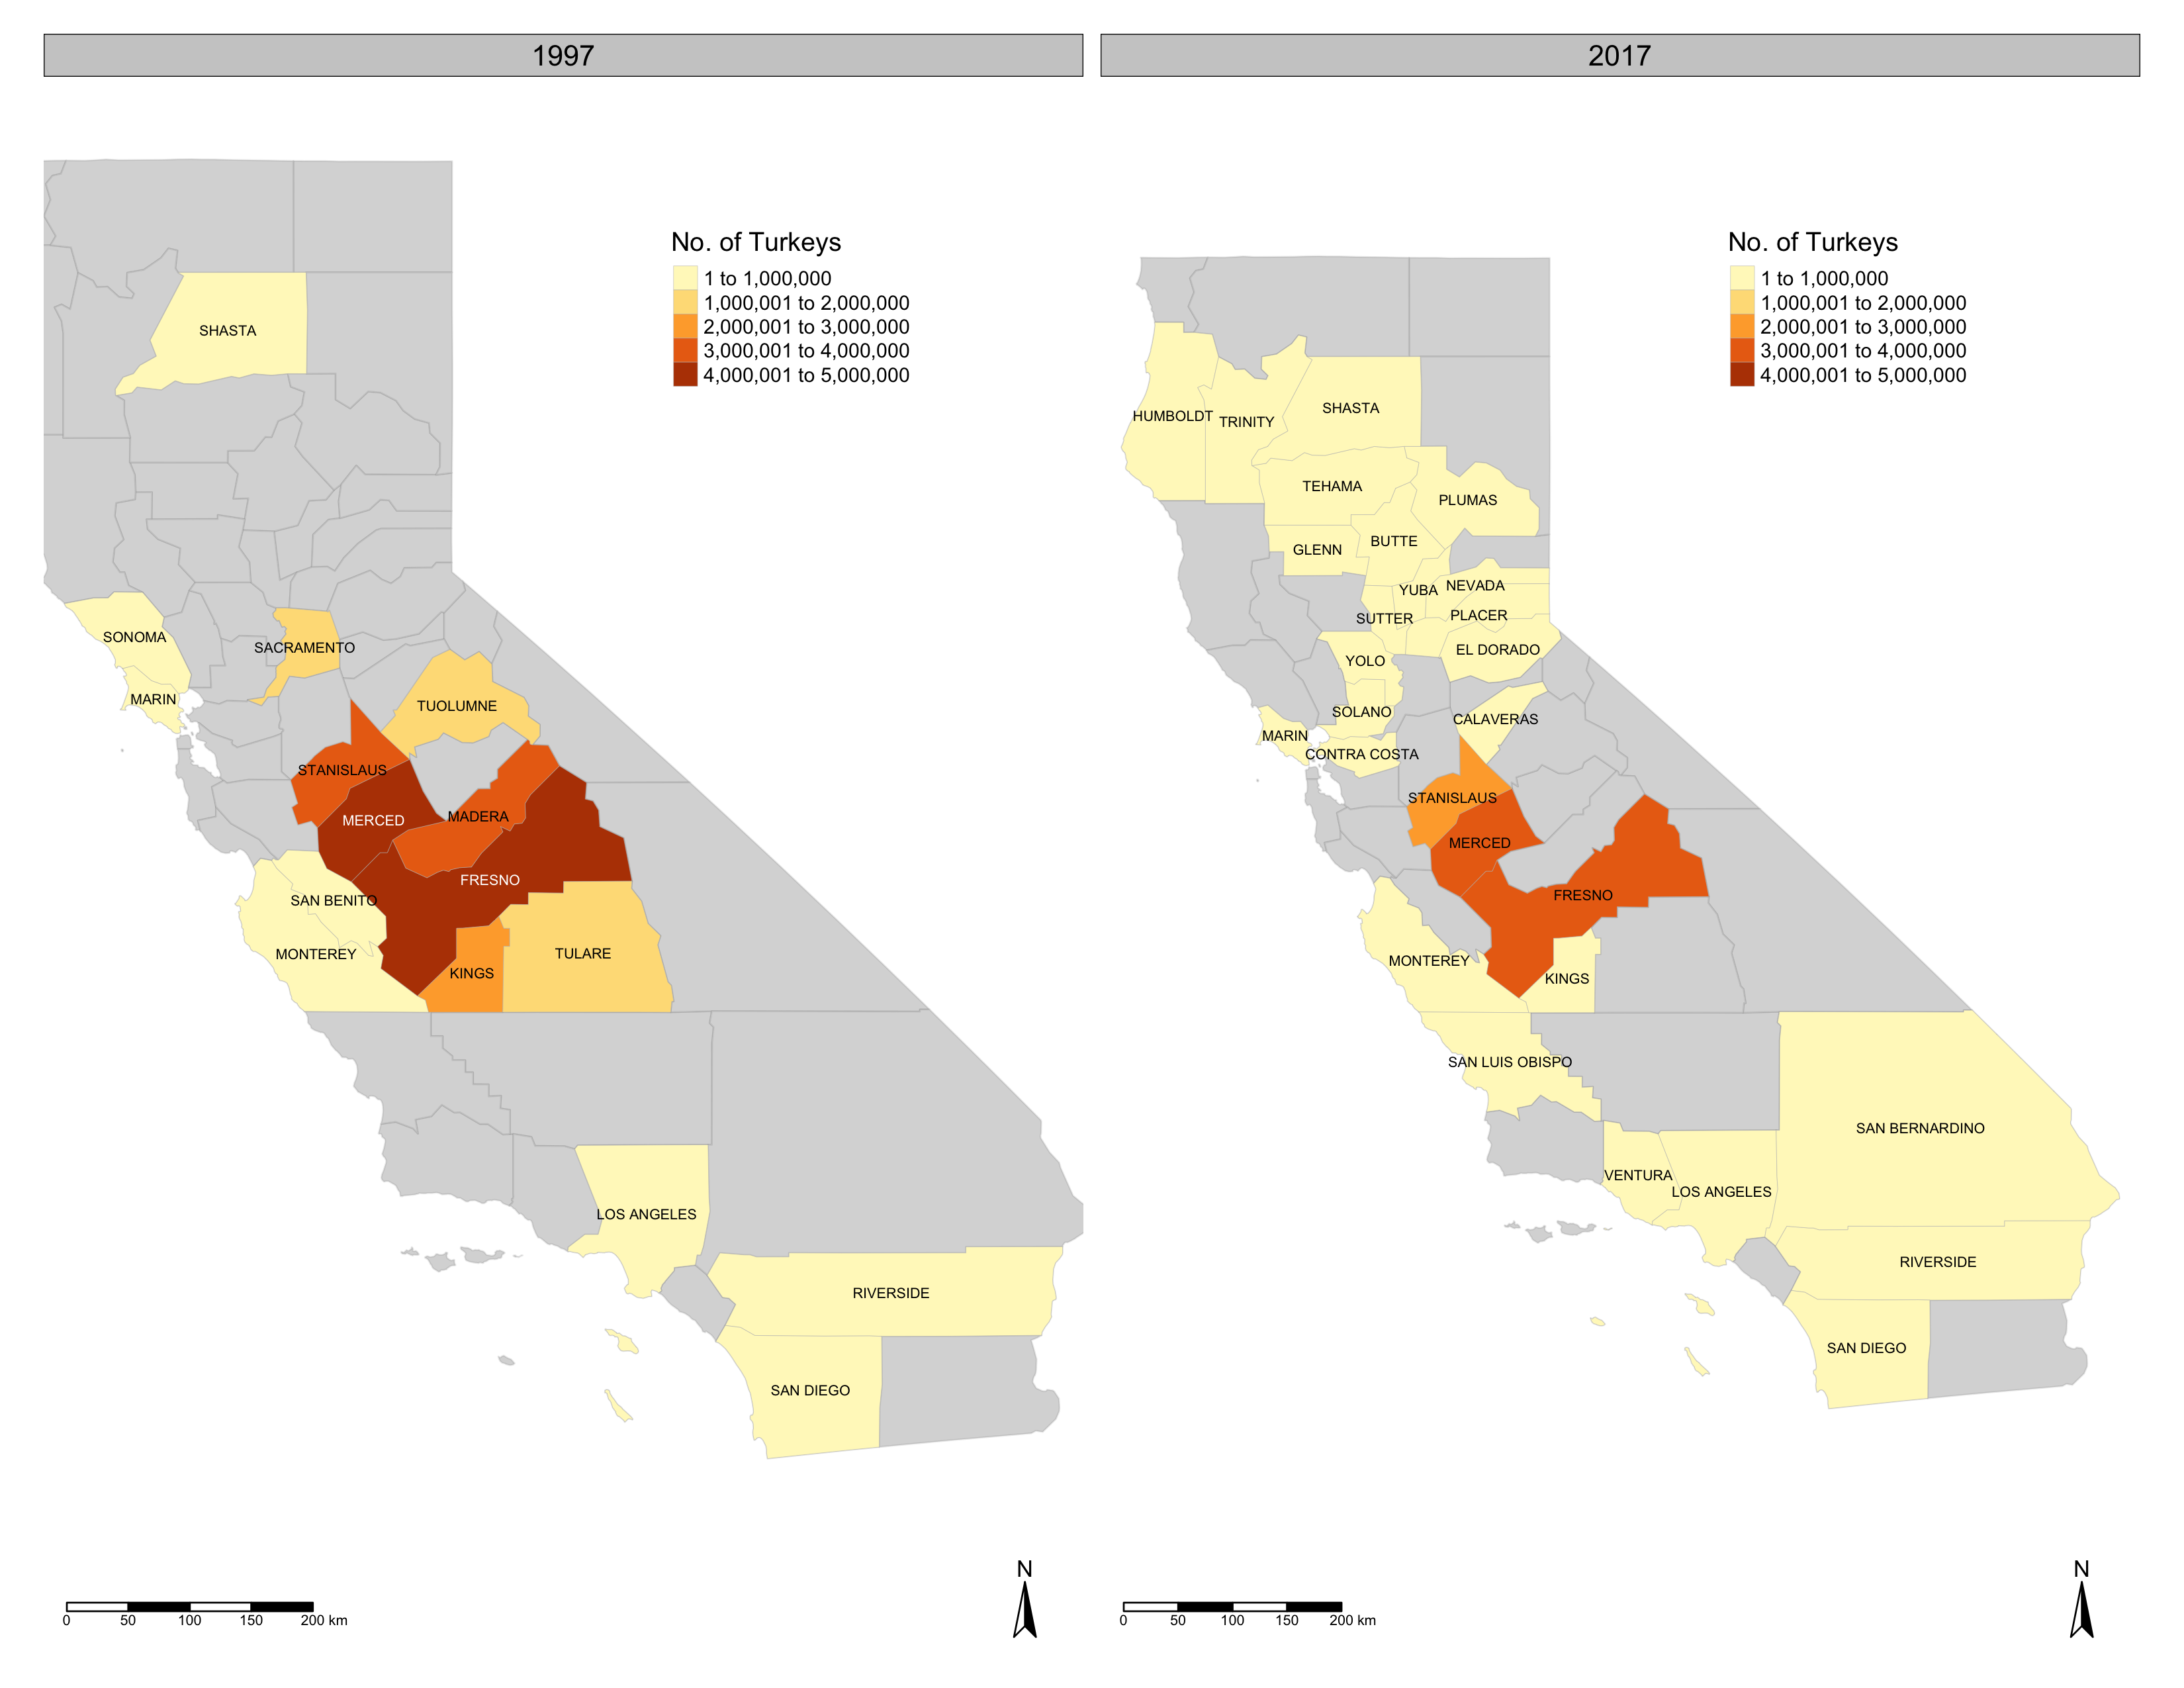 1997
No. of Turkeys
1 to 1,000,000
1,000,001 to 2,000,000
2,000,001 to 3,000,000
3,000,001 to 4,000,000
4,000,001 to 5,000,000
SHASTA
SONOMA
SACRAMENTO
MARIN
TUOLUMNE
STANISLAUS
MERCED
MADERA
FRESNO
SAN BENITO
MONTEREY
TULARE
KINGS
LOS ANGELES
RIVERSIDE
SAN DIEGO
N
0 50 100 150 200 km
2017
No. of Turkeys
1 to 1,000,000
1,000,001 to 2,000,000
2,000,001 to 3,000,000
3,000,001 to 4,000,000
4,000,001 to 5,000,000
SHASTA
HUMBOLDT
TRINITY
TEHAMA
PLUMAS
BUTTE
GLENN
NEVADA
YUBA
PLACER
SUTTER
EL DORADO
YOLO
SOLANO
CALAVERAS
MARIN
CONTRA COSTA
STANISLAUS
MERCED
FRESNO
MONTEREY
KINGS
SAN LUIS OBISPO
SAN BERNARDINO
VENTURA
LOS ANGELES
RIVERSIDE
SAN DIEGO
N
0 50 100 150 200 km